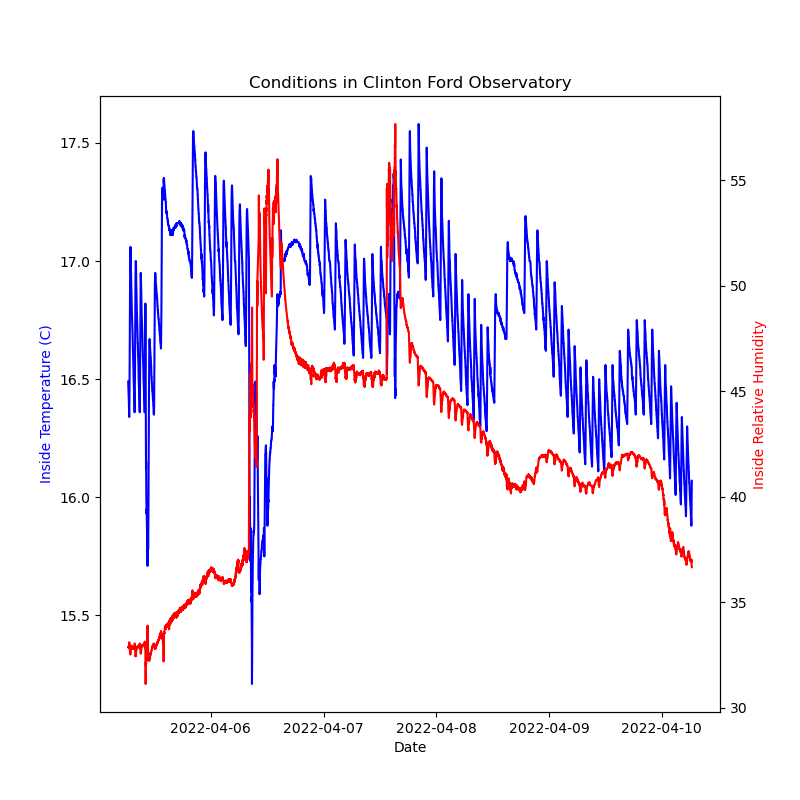 Conditions in Clinton Ford Observatory
17.5
17.0
16.5
16.0
15.5
Inside Temperature (C)
55
50
45
40
35
30
Inside Relative Humidity
2022-04-06 2022-04-07 2022-04-08 2022-04-09 2022-04-10
Date